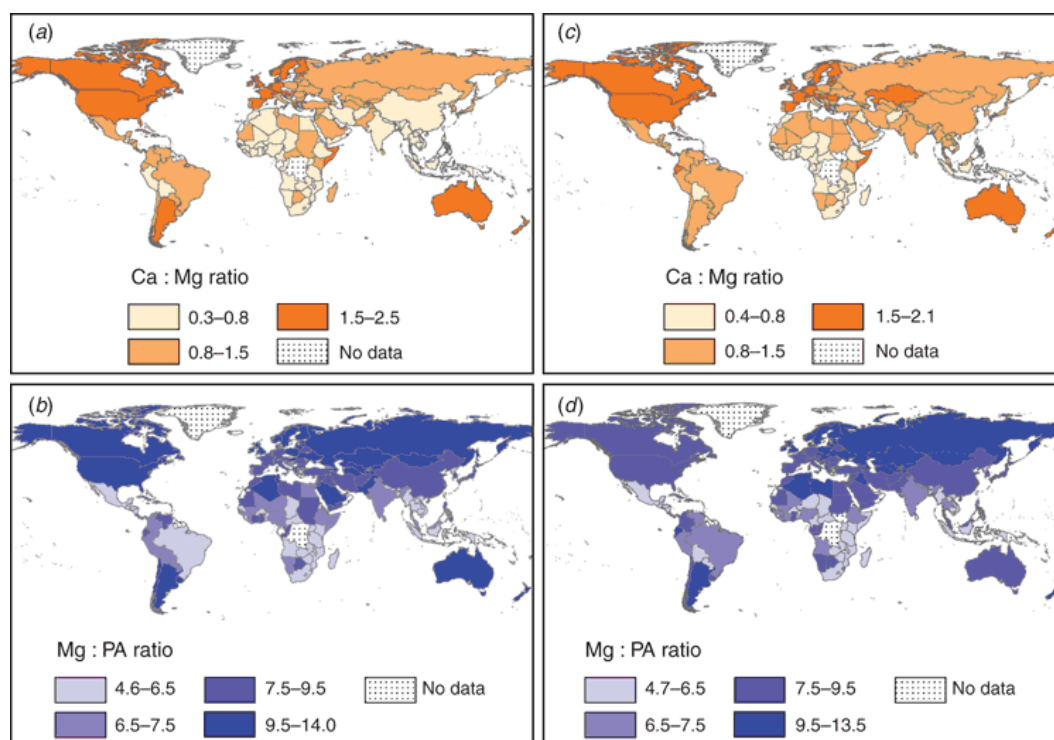 (a)
Ca : Mg ratio
0.3–0.8
1.5–2.5
0.8–1.5
No data
(c)
Ca : Mg ratio
0.4–0.8
1.5–2.1
0.8–1.5
No data
(b)
Mg : PA ratio
4.6–6.5
7.5–9.5
No data
6.5–7.5
9.5–14.0
(d)
Mg : PA ratio
4.7–6.5
7.5–9.5
No data
6.5–7.5
9.5–13.5